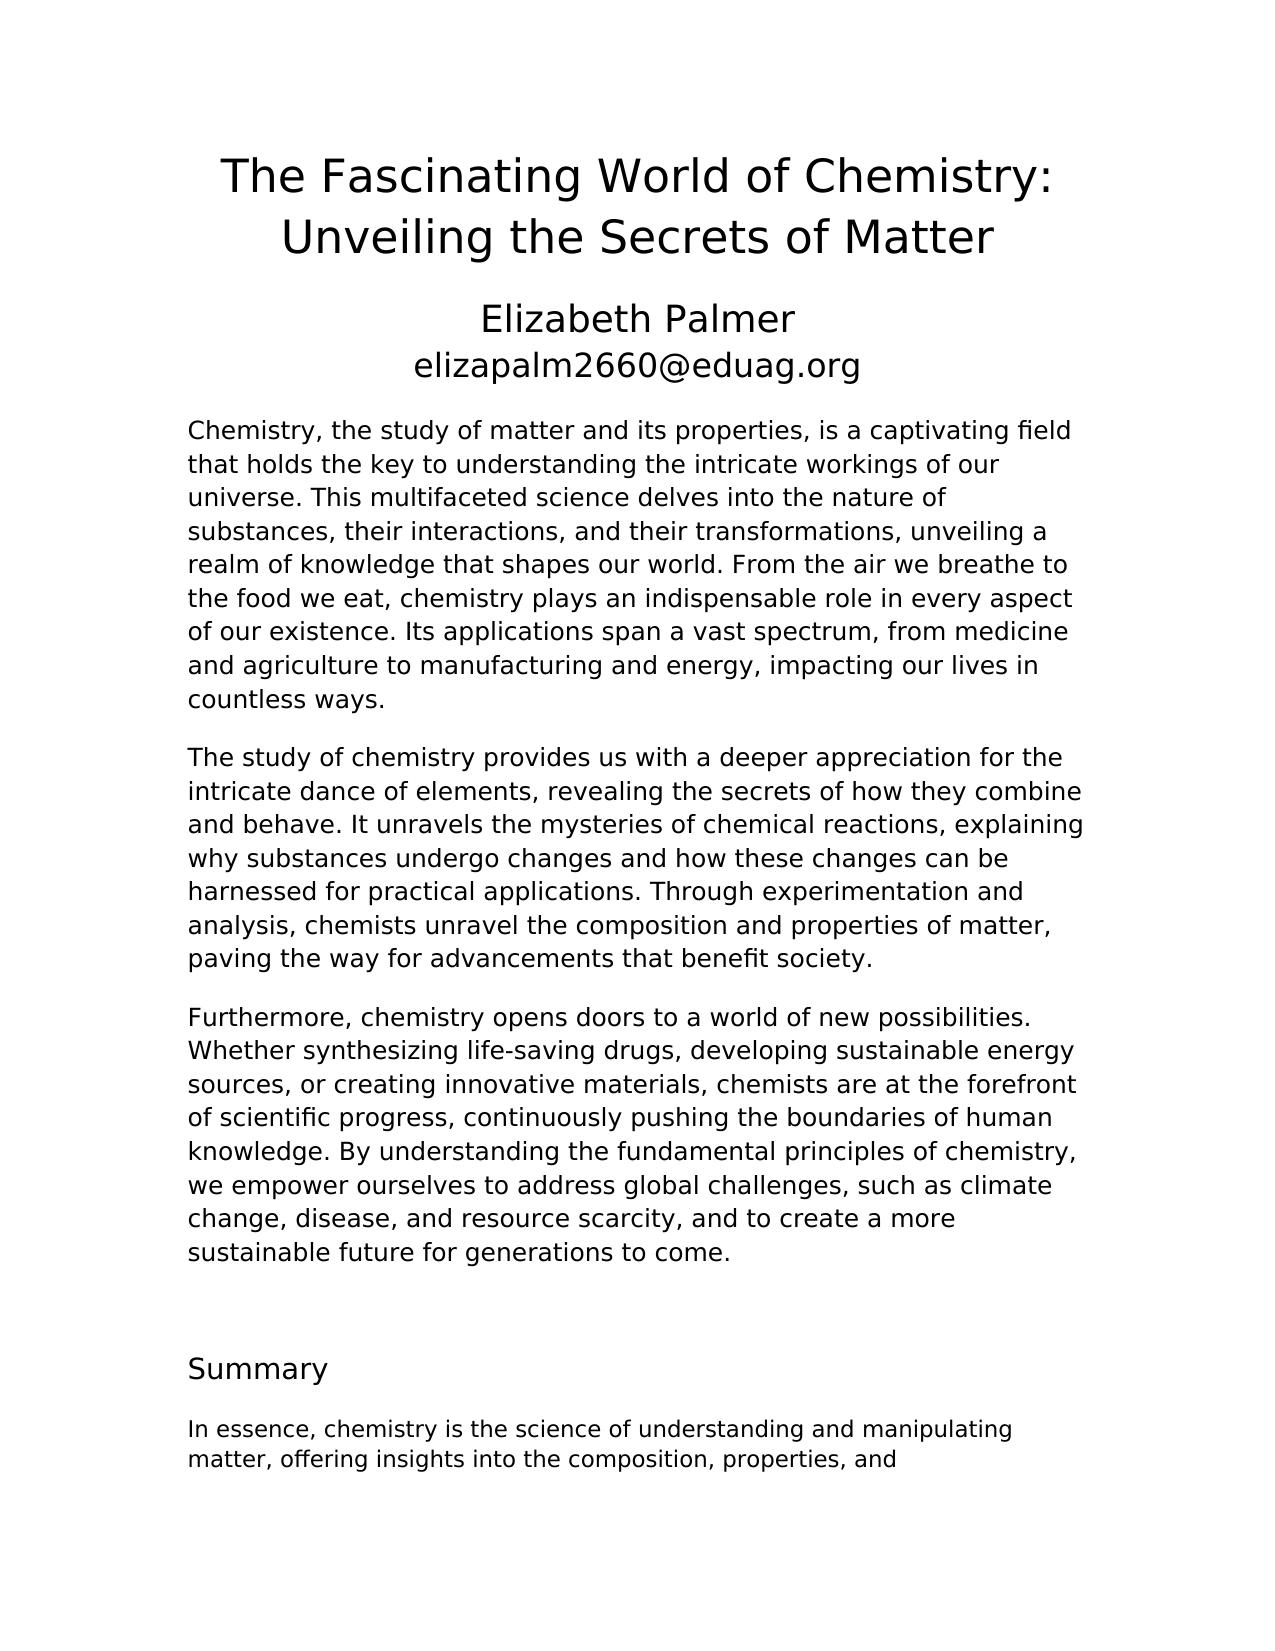 The Fascinating World of Chemistry:
Unveiling the Secrets of Matter
Elizabeth Palmer
elizapalm2660@eduag.org
Chemistry, the study of matter and its properties, is a captivating field
that holds the key to understanding the intricate workings of our
universe. This multifaceted science delves into the nature of
substances, their interactions, and their transformations, unveiling a
realm of knowledge that shapes our world. From the air we breathe to
the food we eat, chemistry plays an indispensable role in every aspect
of our existence. Its applications span a vast spectrum, from medicine
and agriculture to manufacturing and energy, impacting our lives in
countless ways.
The study of chemistry provides us with a deeper appreciation for the
intricate dance of elements, revealing the secrets of how they combine
and behave. It unravels the mysteries of chemical reactions, explaining
why substances undergo changes and how these changes can be
harnessed for practical applications. Through experimentation and
analysis, chemists unravel the composition and properties of matter,
paving the way for advancements that benefit society.
Furthermore, chemistry opens doors to a world of new possibilities.
Whether synthesizing life-saving drugs, developing sustainable energy
sources, or creating innovative materials, chemists are at the forefront
of scientific progress, continuously pushing the boundaries of human
knowledge. By understanding the fundamental principles of chemistry,
we empower ourselves to address global challenges, such as climate
change, disease, and resource scarcity, and to create a more
sustainable future for generations to come.
Summary
In essence, chemistry is the science of understanding and manipulating
matter, offering insights into the composition, properties, and